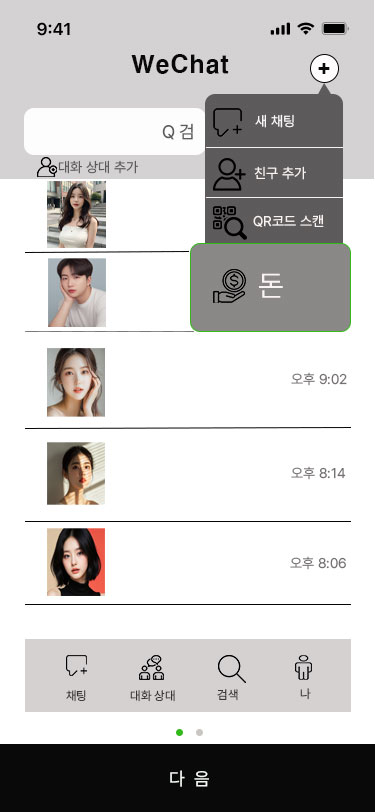 9:41
WeChat
Q 검
새 채팅
대화 상대 추가
친구 추가
QR코드 스캔
돈
오후 9:02
오후 8:14
오후 8:06
채팅
대화 상대
검색
나
다 음